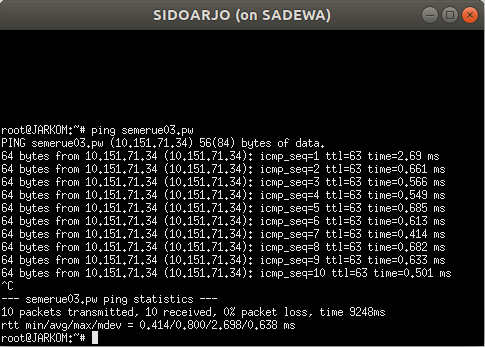 SIDOARJO (on SADEWA)
root@JARKOM:~# ping semerue03.pw
PING semerue03.pw (10.151.71.34) 56(84) bytes of data.
64 bytes from 10.151.71.34 (10.151.71.34): icmp_seq=1 ttl=63 time=2.69 ms
64 bytes from 10.151.71.34 (10.151.71.34): icmp_seq=2 ttl=63 time=0.661 ms
64 bytes from 10.151.71.34 (10.151.71.34): icmp_seq=3 ttl=63 time=0.566 ms
64 bytes from 10.151.71.34 (10.151.71.34): icmp_seq=4 ttl=63 time=0.549 ms
64 bytes from 10.151.71.34 (10.151.71.34): icmp_seq=5 ttl=63 time=0.685 ms
64 bytes from 10.151.71.34 (10.151.71.34): icmp_seq=6 ttl=63 time=0.613 ms
64 bytes from 10.151.71.34 (10.151.71.34): icmp_seq=7 ttl=63 time=0.414 ms
64 bytes from 10.151.71.34 (10.151.71.34): icmp_seq=8 ttl=63 time=0.682 ms
64 bytes from 10.151.71.34 (10.151.71.34): icmp_seq=9 ttl=63 time=0.633 ms
64 bytes from 10.151.71.34 (10.151.71.34): icmp_seq=10 ttl=63 time=0.501 ms
^C
--- semerue03.pw ping statistics ---
10 packets transmitted, 10 received, 0% packet loss, time 9248ms
rtt min/avg/max/mdev = 0.414/0.800/2.698/0.638 ms
root@JARKOM:~#